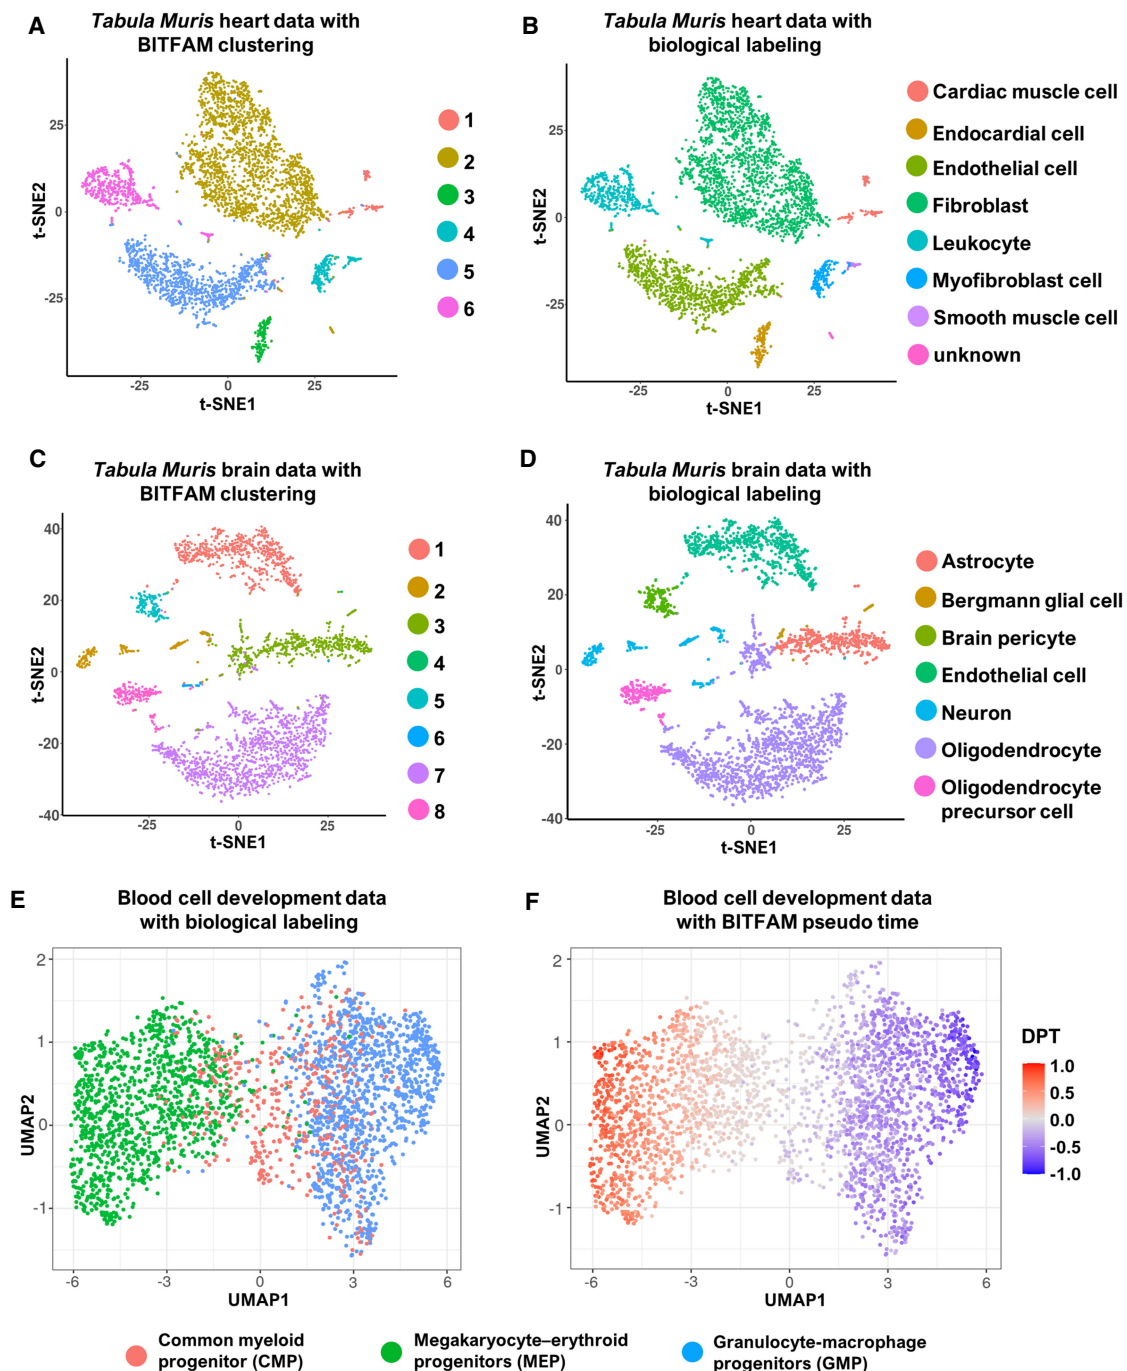 A
Tabula Muris heart data with
BITFAM clustering
t-SNE2
25
0
-25
-25
0
25
t-SNE1
1
2
3
4
5
6
B
Tabula Muris heart data with
biological labeling
t-SNE2
25
0
-25
-25
0
25
t-SNE1
Cardiac muscle cell
Endocardial cell
Endothelial cell
Fibroblast
Leukocyte
Myofibroblast cell
Smooth muscle cell
unknown
C
Tabula Muris brain data with
BITFAM clustering
t-SNE2
40
20
0
-20
-40
-25
0
25
t-SNE1
1
2
3
4
5
6
7
8
D
Tabula Muris brain data with
biological labeling
t-SNE2
40
20
0
-20
-40
-25
0
25
t-SNE1
Astrocyte
Bergmann glial cell
Brain pericyte
Endothelial cell
Neuron
Oligodendrocyte
Oligodendrocyte
precursor cell
E
Blood cell development data
with biological labeling
UMAP2
2
1
0
-1
-6
-3
0
3
6
UMAP1
F
Blood cell development data
with BITFAM pseudo time
UMAP2
2
1
0
-1
-6
-3
0
3
6
UMAP1
DPT
1.0
0.5
0.0
-0.5
-1.0
Common myeloid
progenitor (CMP)
Megakaryocyte–erythroid
progenitors (MEP)
Granulocyte-macrophage
progenitors (GMP)